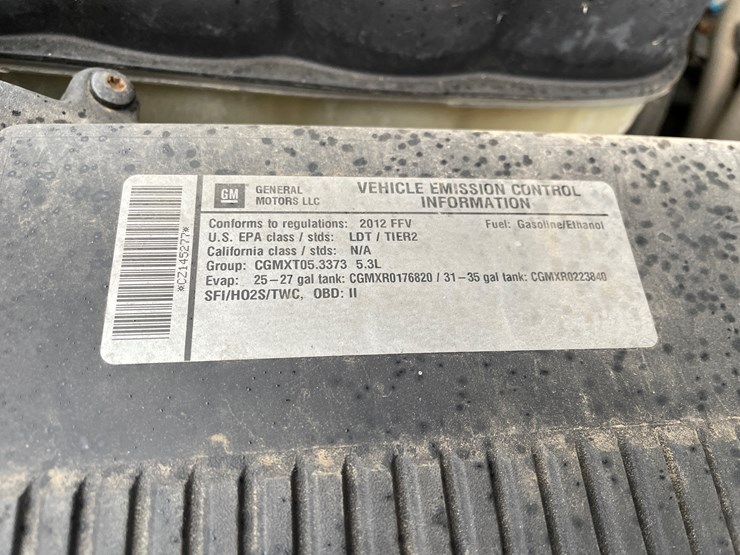 *CZ145277*
GM
GENERAL
MOTORS LLC
VEHICLE EMISSION CONTROL
INFORMATION
Conforms to regulations: 2012 FFV Fuel: Gasoline/Ethanol
U.S. EPA class / stds: LDT / TIER2
California class / stds: N/A
Group: CGMXT05.3373 5.3L
Evap: 25-27 gal tank: CGMXR0176820 / 31-35 gal tank: CGMXR0223840
SFI/HO2S/TWC, OBD: II